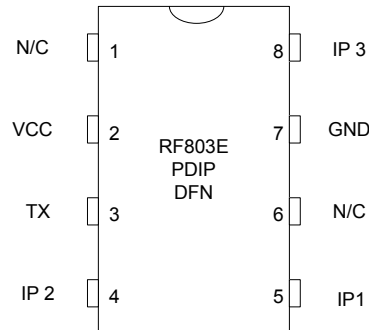 N/C 1 8 IP 3
VCC 2 7 GND
RF803E
PDIP
DFN
TX 3 6 N/C
IP 2 4 5 IP1